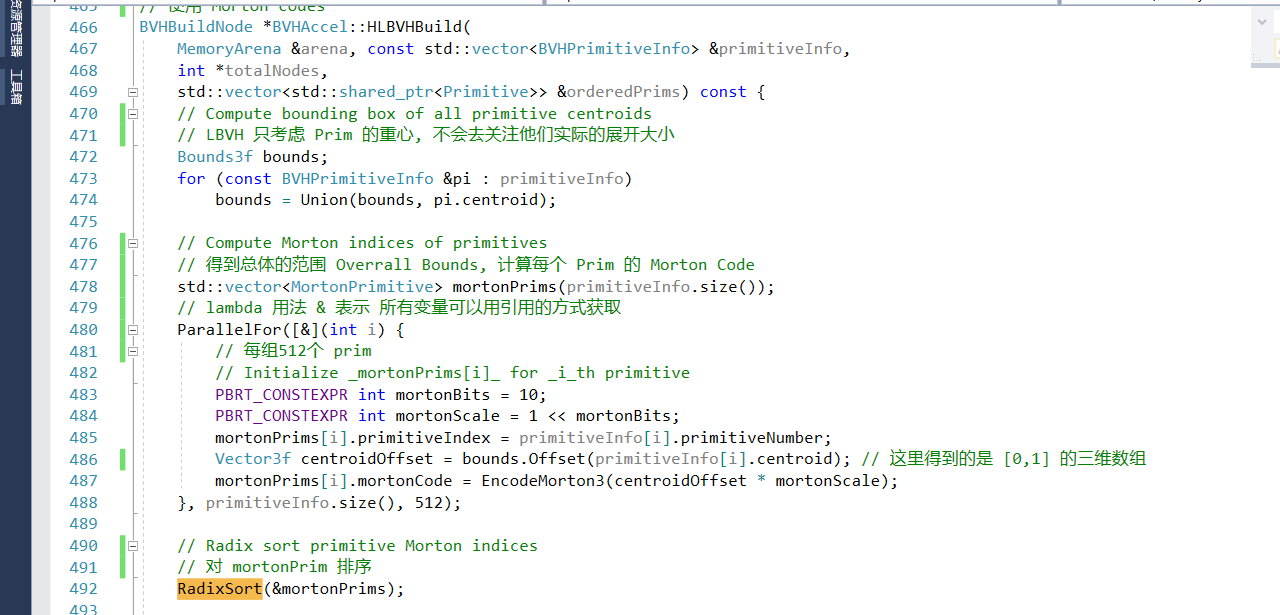 资源管理器
工具箱
465 // 使用 Morton codes
466 BVHBuildNode *BVHAccel::HLBVHBuild(
467 MemoryArena &arena, const std::vector<BVHPrimitiveInfo> &primitiveInfo,
468 int *totalNodes,
469 std::vector<std::shared_ptr<Primitive>> &orderedPrims) const {
470 // Compute bounding box of all primitive centroids
471 // LBVH 只考虑 Prim 的重心, 不会去关注他们实际的展开大小
472 Bounds3f bounds;
473 for (const BVHPrimitiveInfo &pi : primitiveInfo)
474 bounds = Union(bounds, pi.centroid);
475
476 // Compute Morton indices of primitives
477 // 得到总体的范围 Overrall Bounds, 计算每个 Prim 的 Morton Code
478 std::vector<MortonPrimitive> mortonPrims(primitiveInfo.size());
479 // lambda 用法 & 表示 所有变量可以用引用的方式获取
480 ParallelFor([&](int i) {
481 // 每组512个 prim
482 // Initialize _mortonPrims[i]_ for _i_th primitive
483 PBRT_CONSTEXPR int mortonBits = 10;
484 PBRT_CONSTEXPR int mortonScale = 1 << mortonBits;
485 mortonPrims[i].primitiveIndex = primitiveInfo[i].primitiveNumber;
486 Vector3f centroidOffset = bounds.Offset(primitiveInfo[i].centroid); // 这里得到的是 [0,1] 的三维数组
487 mortonPrims[i].mortonCode = EncodeMorton3(centroidOffset * mortonScale);
488 }, primitiveInfo.size(), 512);
489
490 // Radix sort primitive Morton indices
491 // 对 mortonPrim 排序
492 RadixSort(&mortonPrims);
493